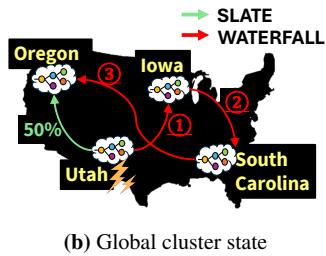 SLATE
WATERFALL
Oregon
Iowa
③
②
50%
①
Utah
South
Carolina
(b) Global cluster state